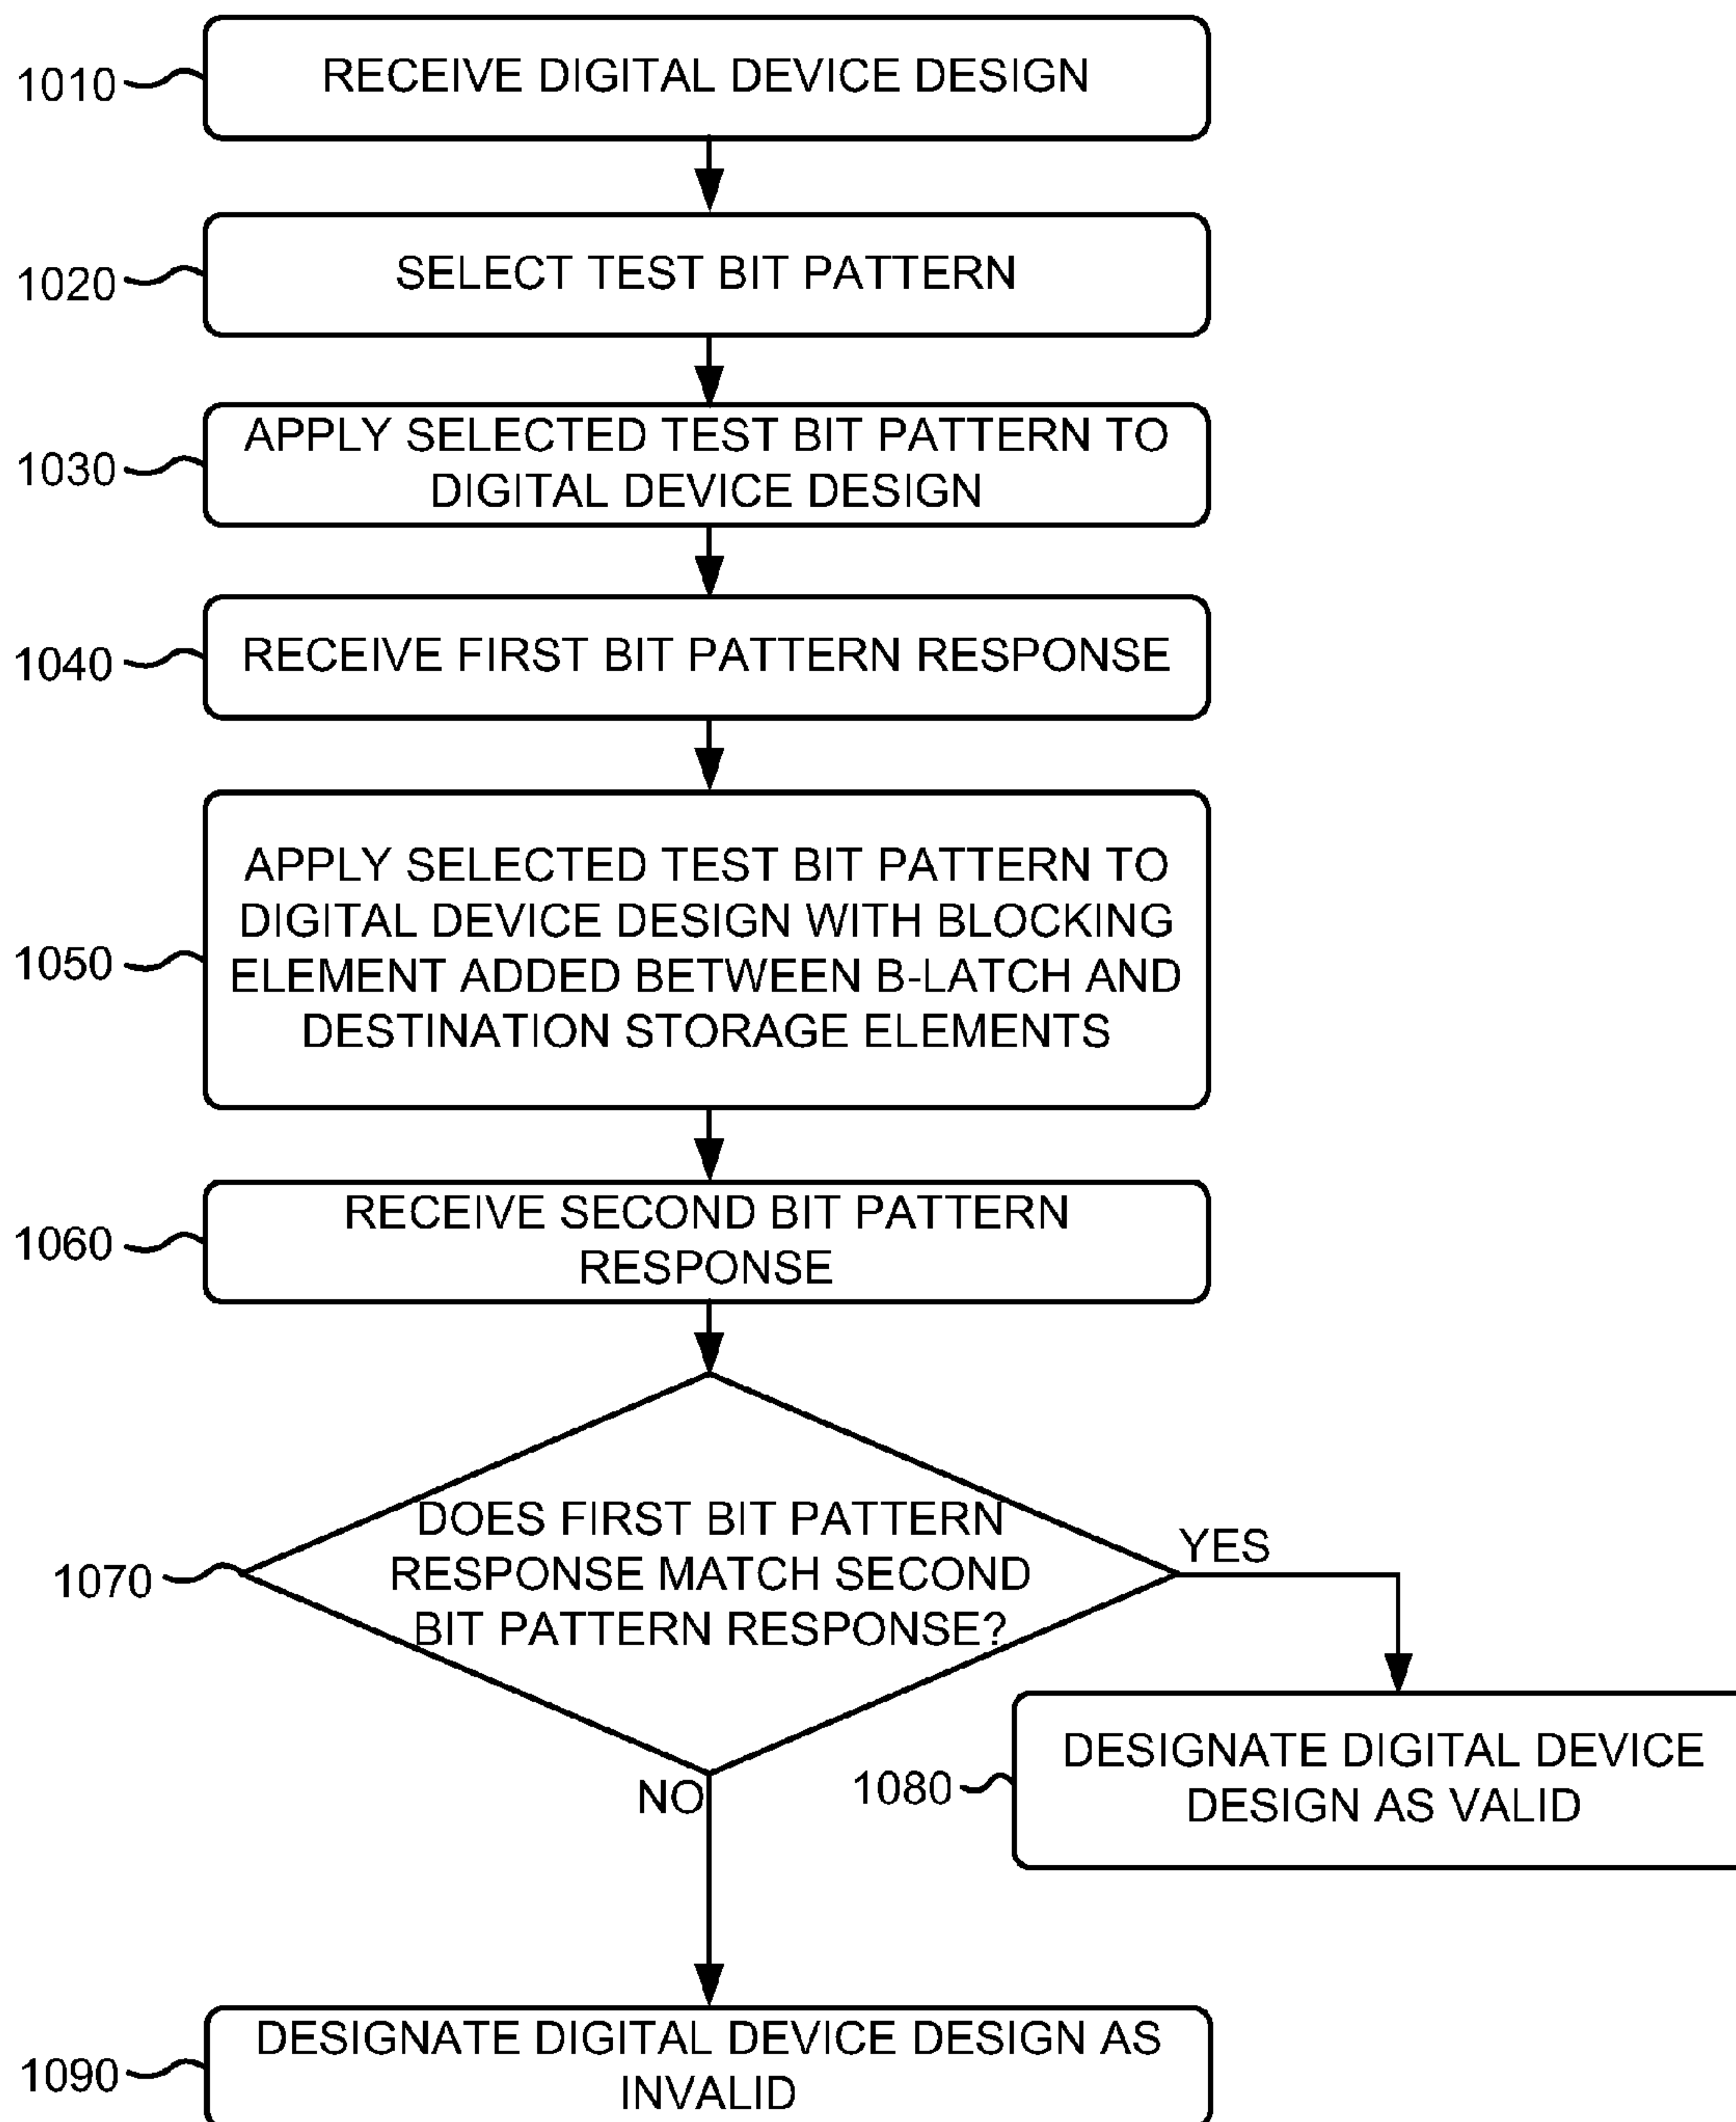 1010
RECEIVE DIGITAL DEVICE DESIGN
1020
SELECT TEST BIT PATTERN
1030
APPLY SELECTED TEST BIT PATTERN TO
DIGITAL DEVICE DESIGN
1040
RECEIVE FIRST BIT PATTERN RESPONSE
1050
APPLY SELECTED TEST BIT PATTERN TO
DIGITAL DEVICE DESIGN WITH BLOCKING
ELEMENT ADDED BETWEEN B-LATCH AND
DESTINATION STORAGE ELEMENTS
1060
RECEIVE SECOND BIT PATTERN
RESPONSE
1070
DOES FIRST BIT PATTERN
RESPONSE MATCH SECOND
BIT PATTERN RESPONSE?
YES
NO
1080
DESIGNATE DIGITAL DEVICE
DESIGN AS VALID
1090
DESIGNATE DIGITAL DEVICE DESIGN AS
INVALID